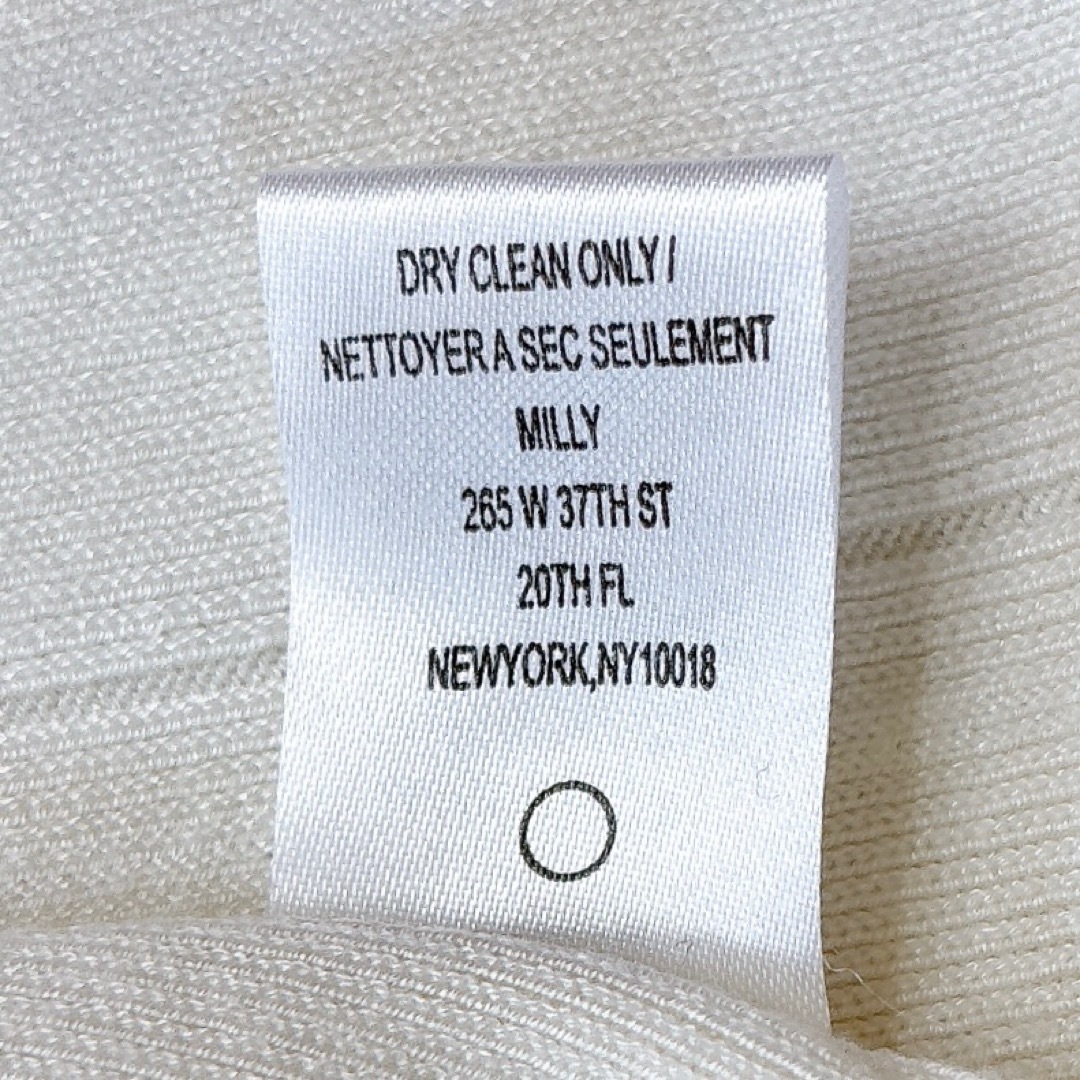 DRY CLEAN ONLY /
NETTOYER A SEC SEULEMENT
MILLY
265 W 37TH ST
20TH FL
NEWYORK,NY10018